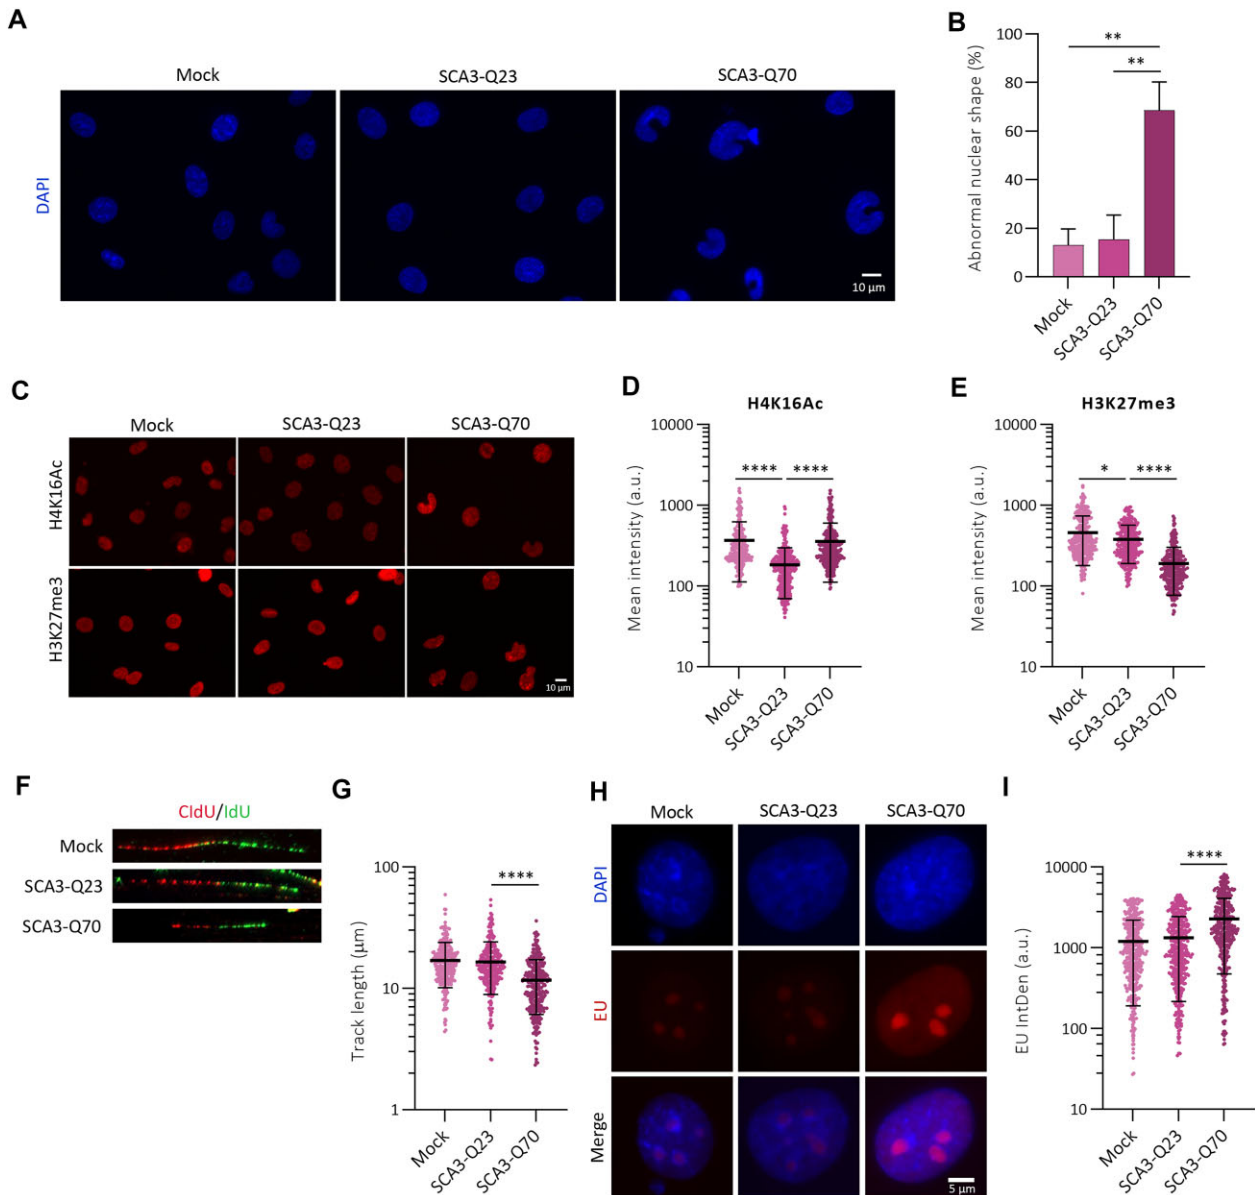 A
Mock
SCA3-Q23
SCA3-Q70
DAPI
10 µm
B
Abnormal nuclear shape (%)
100
80
60
40
20
0
**
**
Mock
SCA3-Q23
SCA3-Q70
C
Mock
SCA3-Q23
SCA3-Q70
H4K16Ac
H3K27me3
10 µm
D
H4K16Ac
Mean intensity (a.u.)
10000
1000
100
10
**** ****
Mock
SCA3-Q23
SCA3-Q70
E
H3K27me3
Mean intensity (a.u.)
10000
1000
100
10
* ****
Mock
SCA3-Q23
SCA3-Q70
F
CldU/IdU
Mock
SCA3-Q23
SCA3-Q70
G
Track length (µm)
100
10
1
****
Mock
SCA3-Q23
SCA3-Q70
H
Mock
SCA3-Q23
SCA3-Q70
DAPI
EU
Merge
5 µm
I
EU IntDen (a.u.)
10000
1000
100
10
****
Mock
SCA3-Q23
SCA3-Q70